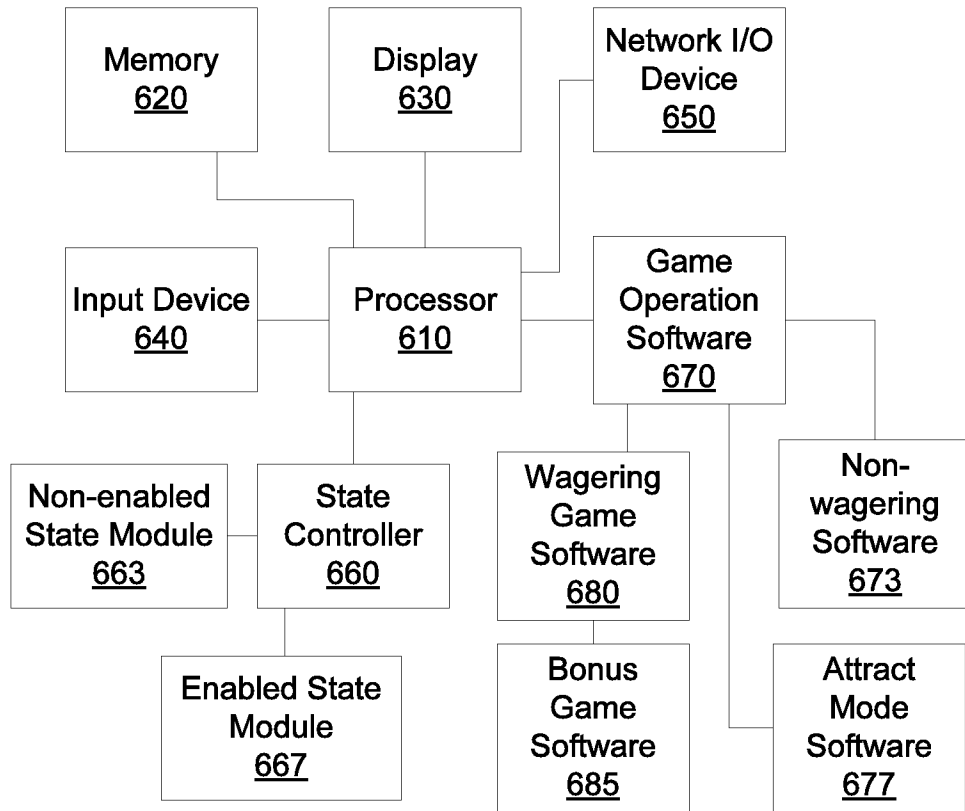 Memory
620
Display
630
Network I/O
Device
650
Input Device
640
Processor
610
Game
Operation
Software
670
Non-enabled
State Module
663
State
Controller
660
Wagering
Game
Software
680
Non-
wagering
Software
673
Enabled State
Module
667
Bonus
Game
Software
685
Attract
Mode
Software
677